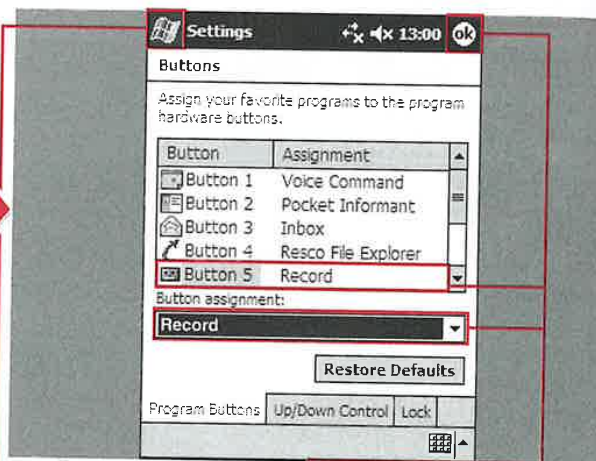 Settings 13:00 ok
Buttons
Assign your favorite programs to the program
hardware buttons.
Button Assignment
Button 1 Voice Command
Button 2 Pocket Informant
Button 3 Inbox
Button 4 Resco File Explorer
Button 5 Record
Button assignment:
Record
Restore Defaults
Program Buttons Up/Down Control Lock